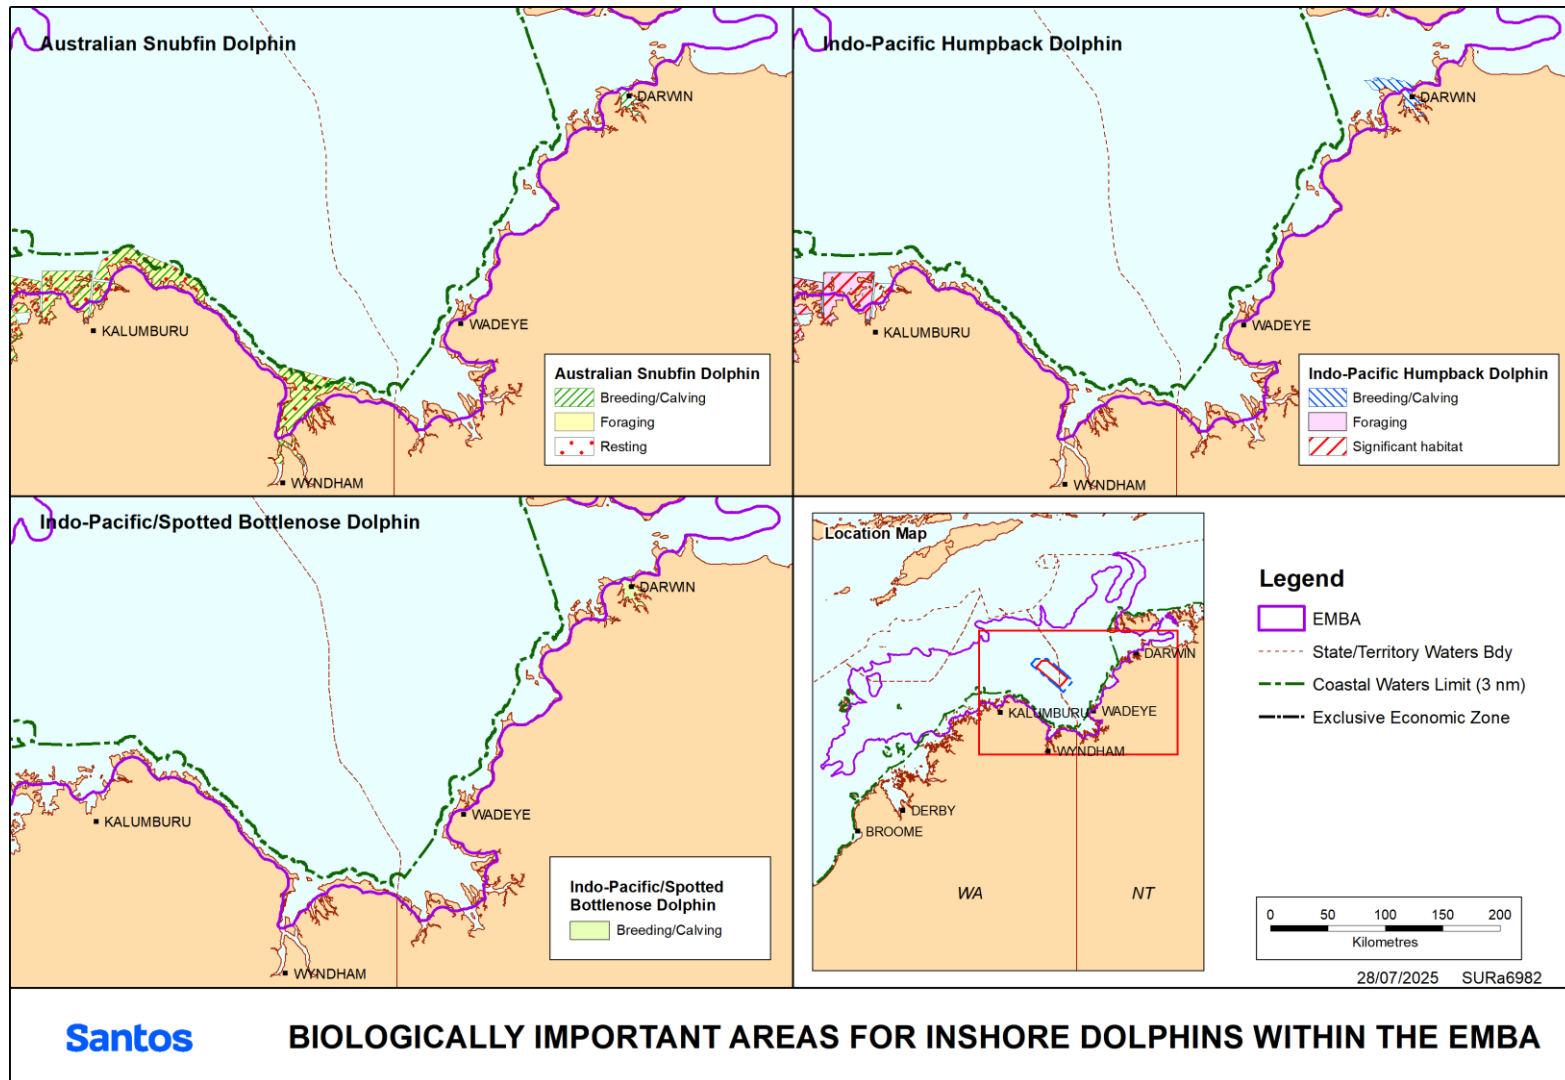 Australian Snubfin Dolphin
DARWIN
KALUMBURU
WADEYE
WYNDHAM
Australian Snubfin Dolphin
Breeding/Calving
Foraging
Resting
Indo-Pacific Humpback Dolphin
DARWIN
KALUMBURU
WADEYE
WYNDHAM
Indo-Pacific Humpback Dolphin
Breeding/Calving
Foraging
Significant habitat
Indo-Pacific/Spotted Bottlenose Dolphin
DARWIN
KALUMBURU
WADEYE
WYNDHAM
Indo-Pacific/Spotted
Bottlenose Dolphin
Breeding/Calving
Location Map
DARWIN
KALUMBURU
WADEYE
WYNDHAM
DERBY
BROOME
WA
NT
Legend
EMBA
State/Territory Waters Bdy
Coastal Waters Limit (3 nm)
Exclusive Economic Zone
0 50 100 150 200
Kilometres
28/07/2025 SURa6982
Santos
BIOLOGICALLY IMPORTANT AREAS FOR INSHORE DOLPHINS WITHIN THE EMBA